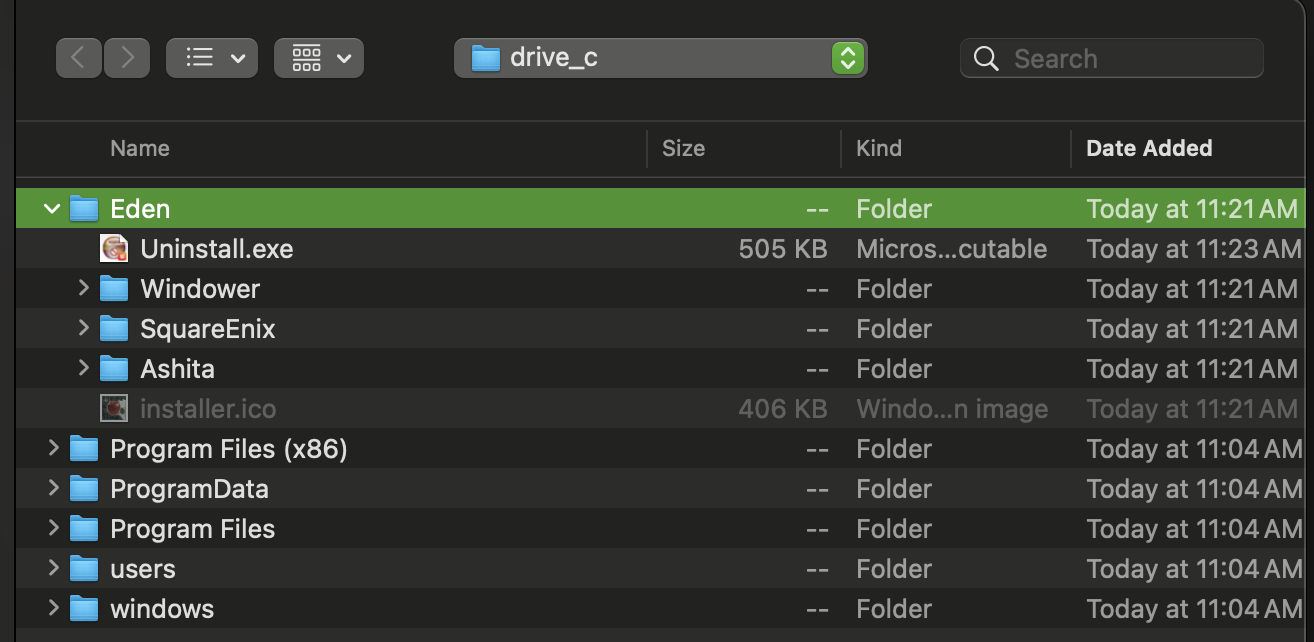 drive_c
Search
Name Size Kind Date Added
Eden -- Folder Today at 11:21 AM
Uninstall.exe 505 KB Micros...cutable Today at 11:23 AM
Windower -- Folder Today at 11:21 AM
SquareEnix -- Folder Today at 11:21 AM
Ashita -- Folder Today at 11:21 AM
installer.ico 406 KB Windo...n image Today at 11:21 AM
Program Files (x86) -- Folder Today at 11:04 AM
ProgramData -- Folder Today at 11:04 AM
Program Files -- Folder Today at 11:04 AM
users -- Folder Today at 11:04 AM
windows -- Folder Today at 11:04 AM